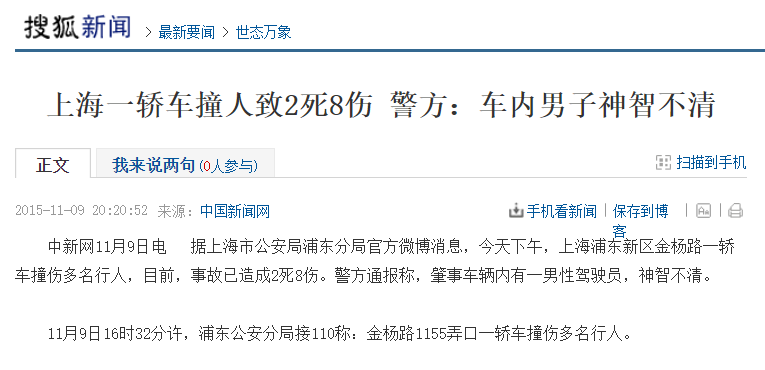 搜狐新闻 > 最新要闻 > 世态万象
上海一轿车撞人致2死8伤 警方：车内男子神智不清
正文 我来说两句 (0人参与) 扫描到手机
2015-11-09 20:20:52 来源：中国新闻网 手机看新闻 保存到博
客
中新网11月9日电 据上海市公安局浦东分局官方微博消息，今天下午，上海浦东新区金杨路一轿
车撞伤多名行人，目前，事故已造成2死8伤。警方通报称，肇事车辆内有一男性驾驶员，神智不清。
11月9日16时32分许，浦东公安分局接110称：金杨路1155弄口一轿车撞伤多名行人。